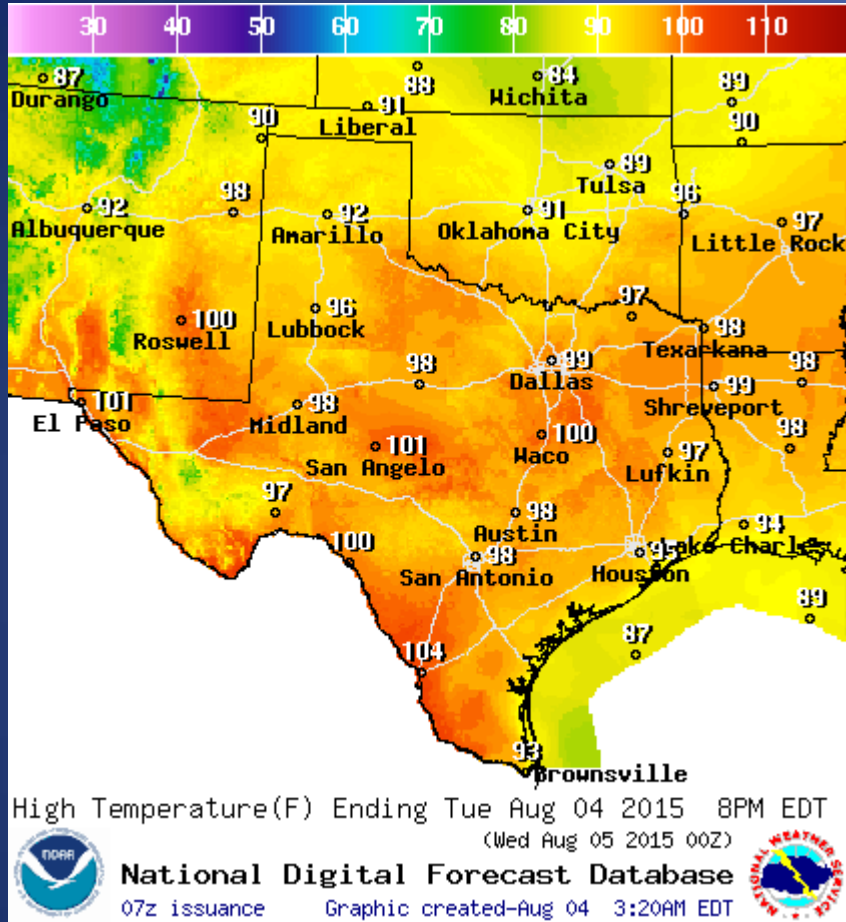 30 40 50 60 70 80 90 100 110
87
Durango
88
84
Wichita
89
91
Liberal
90
90
89
Tulsa
92
Albuquerque
98
92
Amarillo
91
Oklahoma City
96
97
Little Rock
100
Roswell
96
Lubbock
97
98
Texarkana
99
Dallas
98
99
Shreveport
98
101
El Paso
98
Midland
101
San Angelo
100
Waco
97
Lufkin
98
97
98
Austin
94
100
98
San Antonio
95
Houston
Lake Charles
89
87
104
93
Brownsville
High Temperature(F) Ending Tue Aug 04 2015 8PM EDT
(Wed Aug 05 2015 00Z)
NOAA
National Digital Forecast Database
07z issuance Graphic created-Aug 04 3:20AM EDT
NATIONAL WEATHER SERVICE